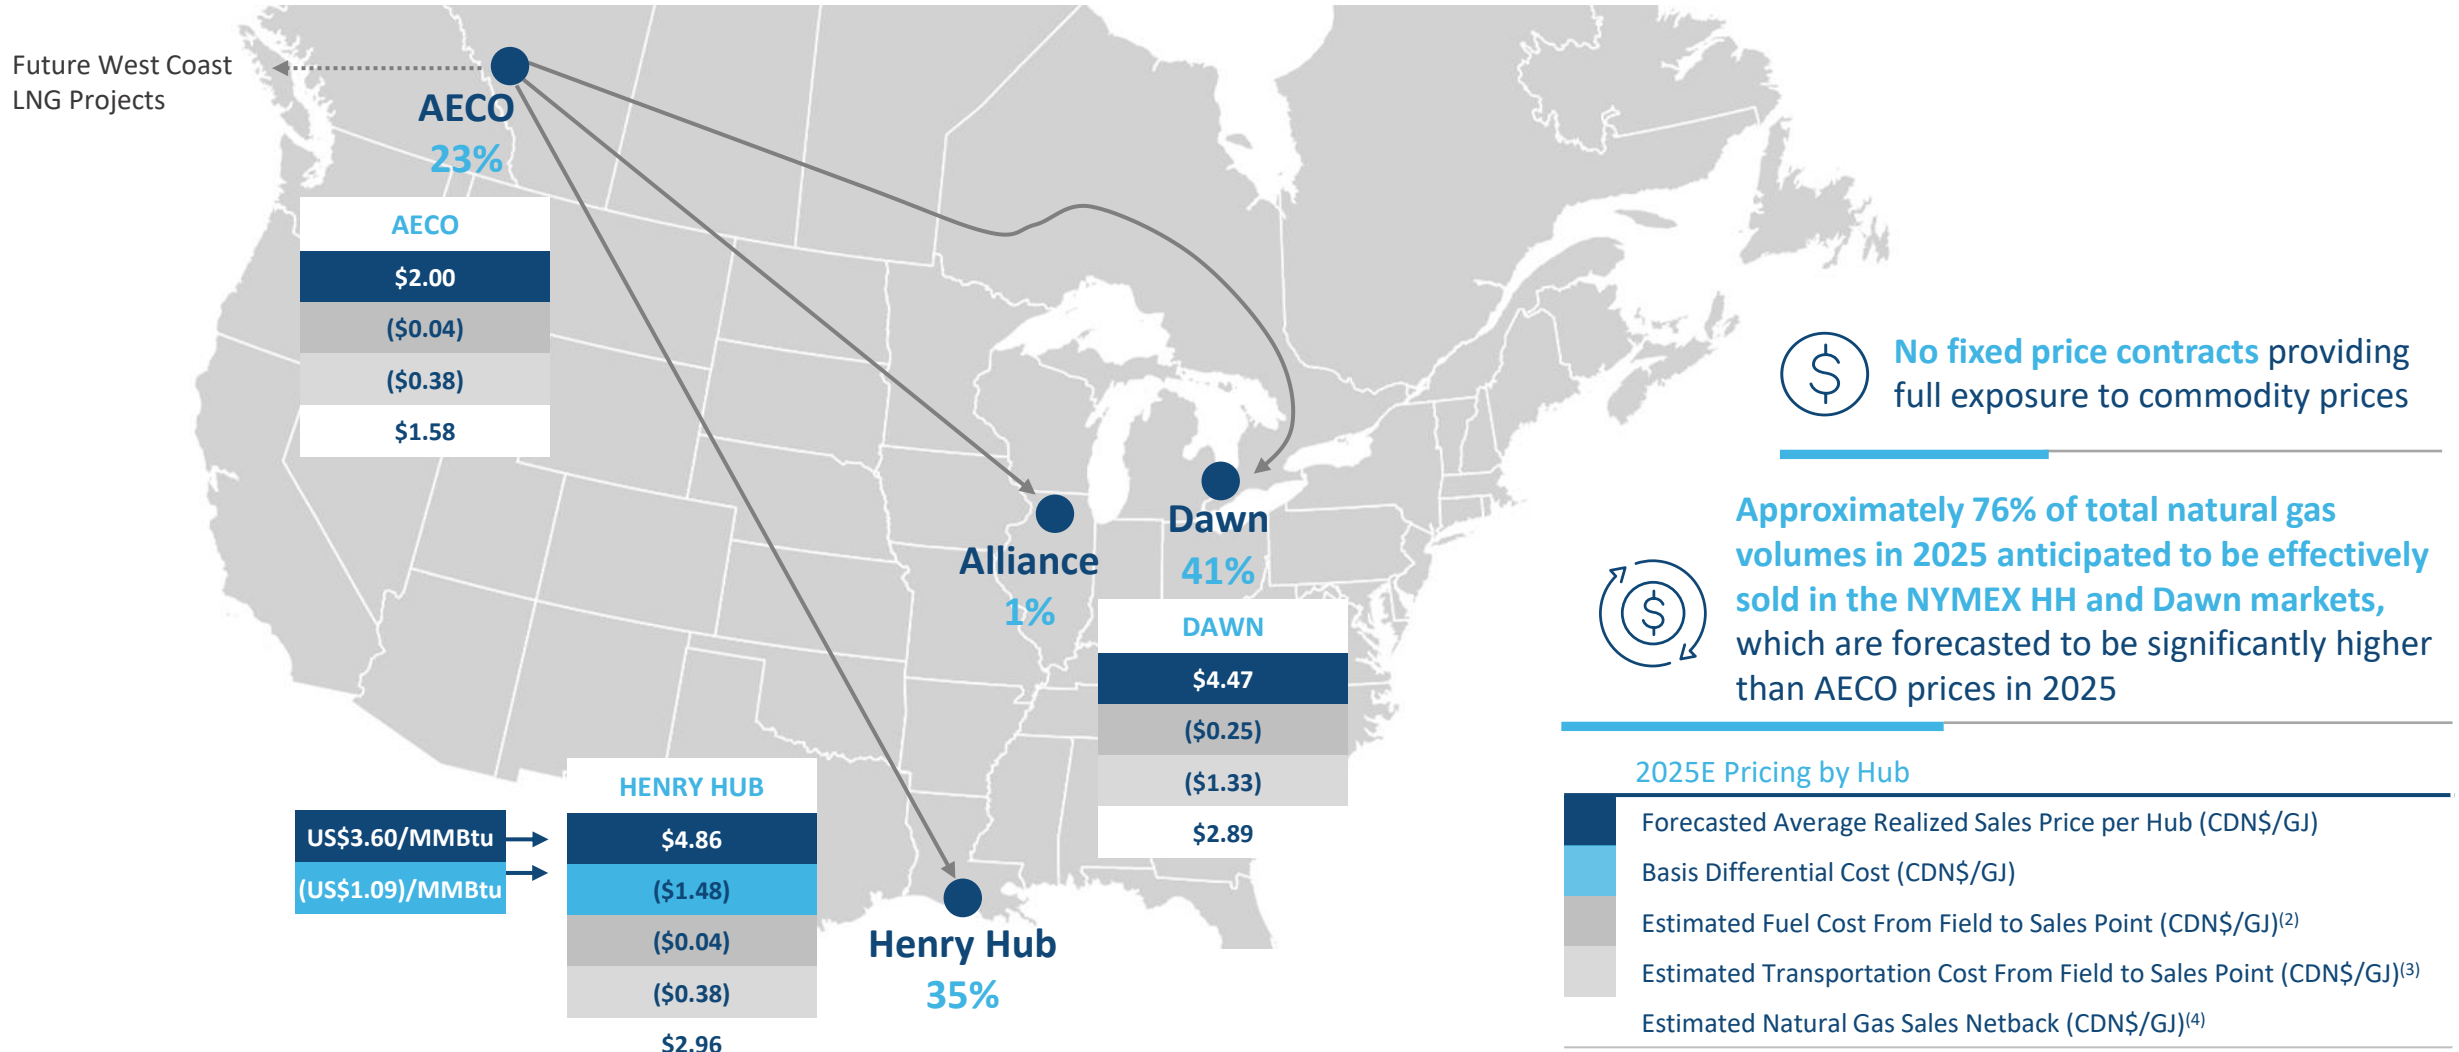 Future West Coast
LNG Projects
AECO
23%
AECO
$2.00
($0.04)
($0.38)
$1.58
Alliance
1%
Dawn
41%
DAWN
$4.47
($0.25)
($1.33)
$2.89
US$3.60/MMBtu
(US$1.09)/MMBtu
HENRY HUB
$4.86
($1.48)
($0.04)
($0.38)
$2.96
Henry Hub
35%
No fixed price contracts providing
full exposure to commodity prices
Approximately 76% of total natural gas
volumes in 2025 anticipated to be effectively
sold in the NYMEX HH and Dawn markets,
which are forecasted to be significantly higher
than AECO prices in 2025
2025E Pricing by Hub
Forecasted Average Realized Sales Price per Hub (CDN$/GJ)
Basis Differential Cost (CDN$/GJ)
Estimated Fuel Cost From Field to Sales Point (CDN$/GJ)(2)
Estimated Transportation Cost From Field to Sales Point (CDN$/GJ)(3)
Estimated Natural Gas Sales Netback (CDN$/GJ)(4)